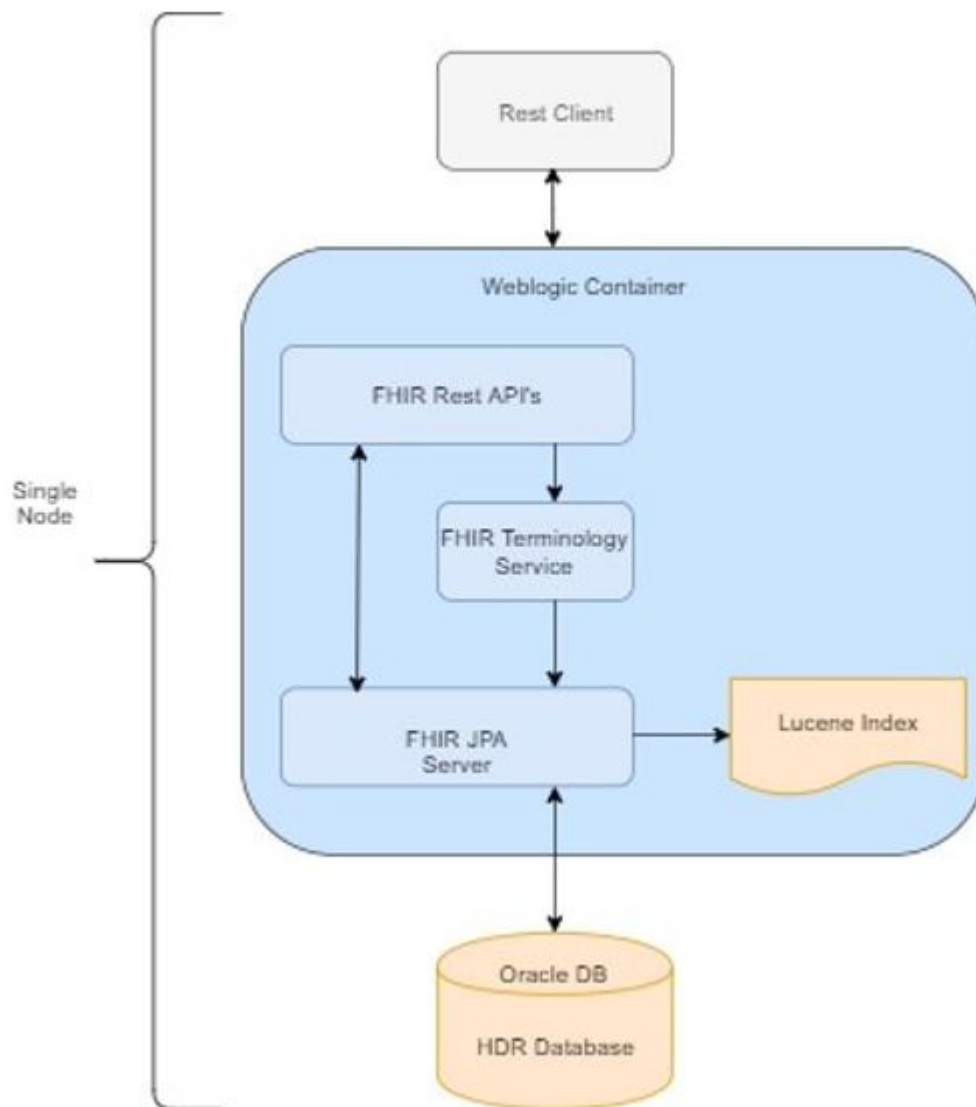 Rest Client
Weblogic Container
FHIR Rest API's
Single
Node
FHIR Terminology
Service
FHIR JPA
Server
Lucene Index
Oracle DB
HDR Database